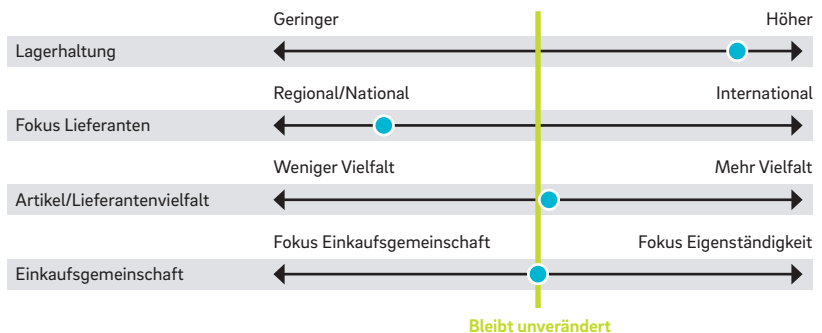 Geringer Höher
Lagerhaltung
Regional/National International
Fokus Lieferanten
Weniger Vielfalt Mehr Vielfalt
Artikel/Lieferantenvielfalt
Fokus Einkaufsgemeinschaft Fokus Eigenständigkeit
Einkaufsgemeinschaft
Bleibt unverändert